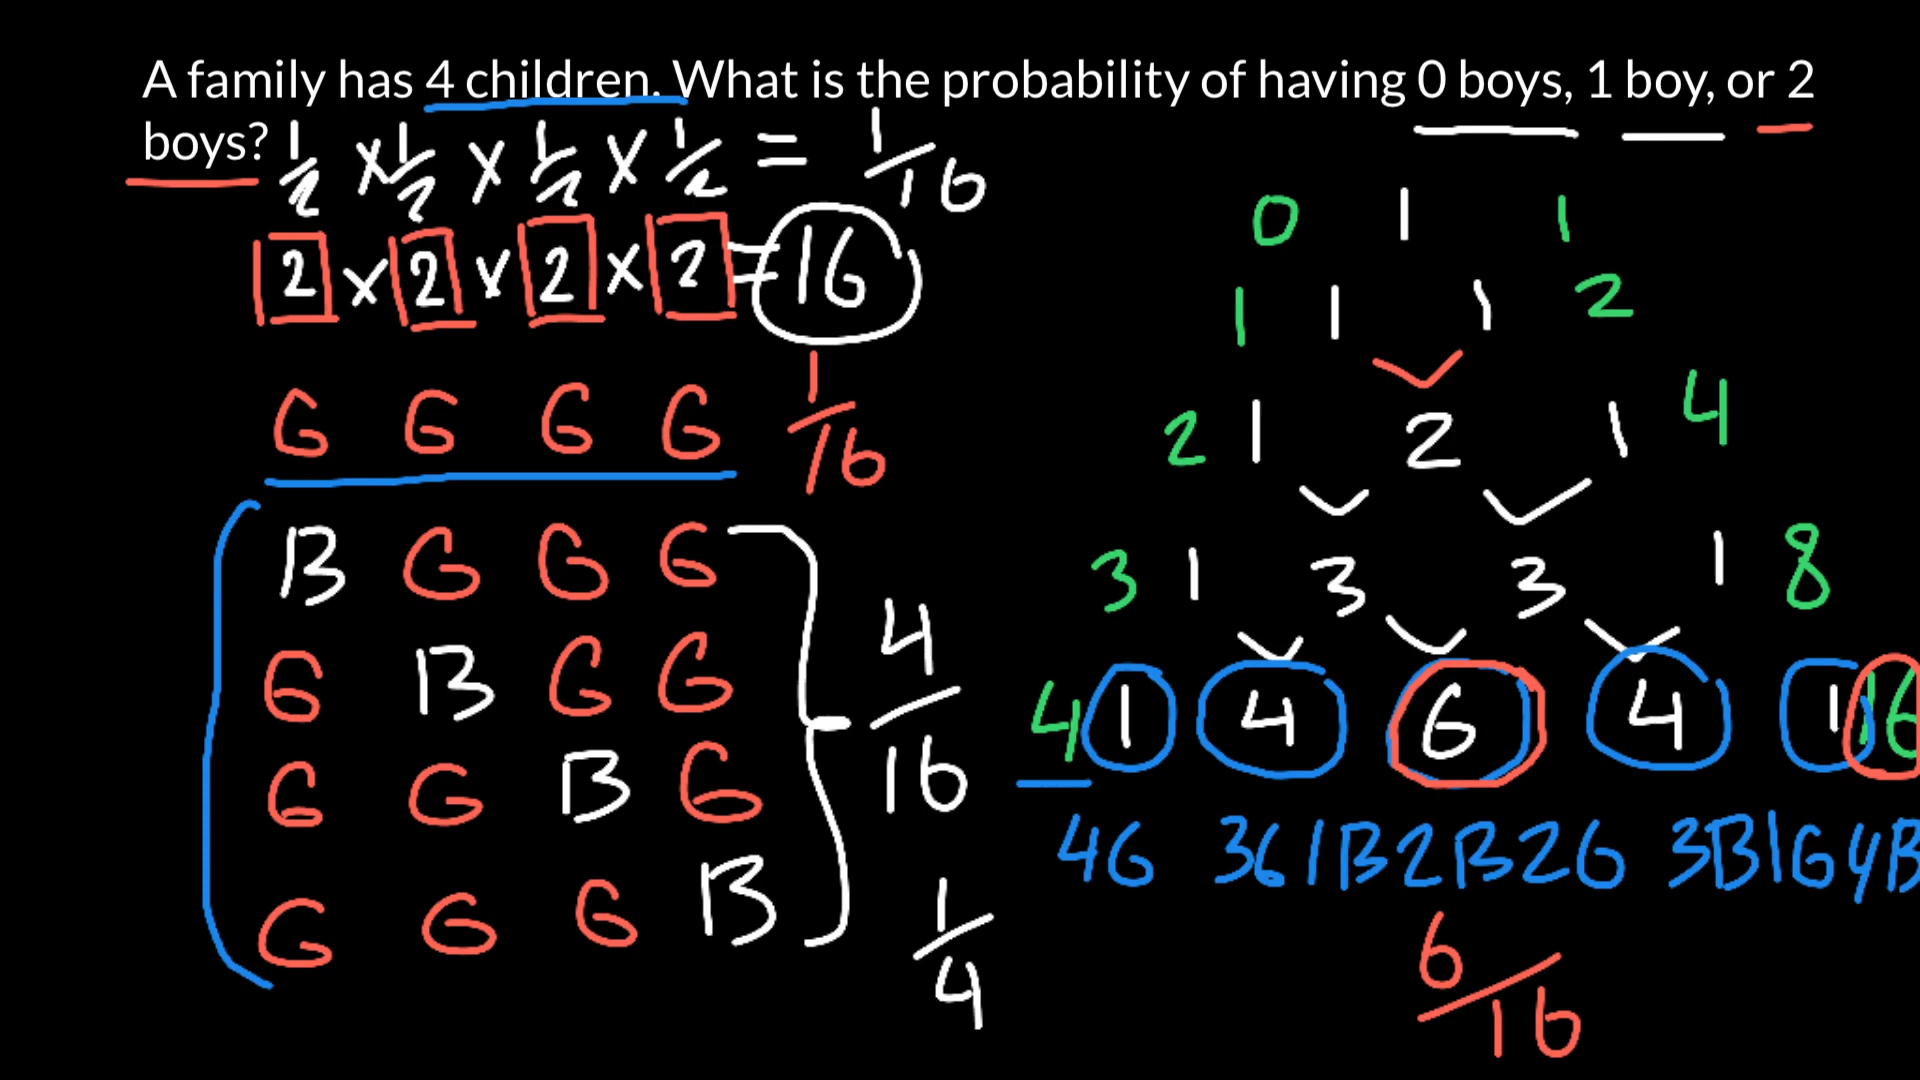 A family has 4 children. What is the probability of having 0 boys, 1 boy, or 2
boys? 1/2 × 1/2 × 1/2 × 1/2 = 1/16
2 × 2 × 2 × 2 = 16
G G G G 1/16
B G G G
G B G G
G G B G
G G G B
4/16
1/4
0 1 1
1 1 1 2
2 1 2 1 4
3 1 3 3 1 8
4 1 4 6 4 1 16
4G 3G1B 2B2G 3B1G 4B
6/16